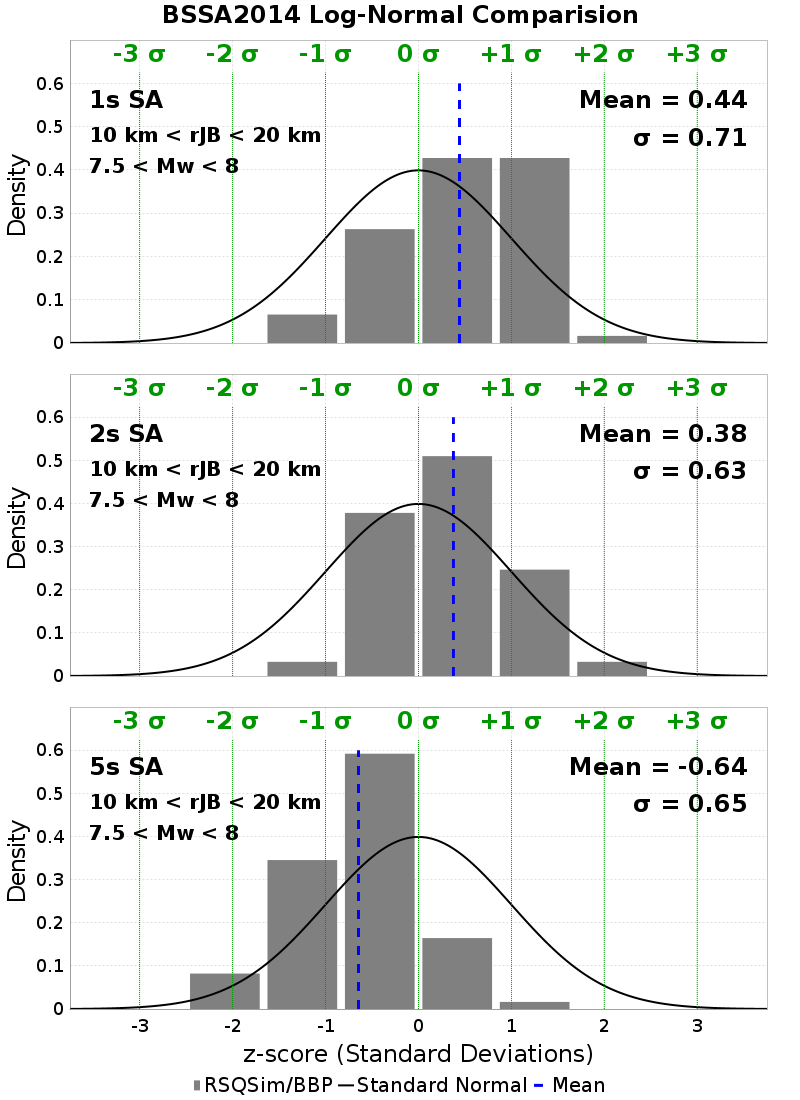 BSSA2014 Log-Normal Comparision
-3 σ -2 σ -1 σ 0 σ +1 σ +2 σ +3 σ
0.6
1s SA
Mean = 0.44
0.5
10 km < rJB < 20 km
σ = 0.71
0.4
7.5 < Mw < 8
Density
0.3
0.2
0.1
0
-3 σ -2 σ -1 σ 0 σ +1 σ +2 σ +3 σ
0.6
2s SA
Mean = 0.38
0.5
10 km < rJB < 20 km
σ = 0.63
0.4
7.5 < Mw < 8
Density
0.3
0.2
0.1
0
-3 σ -2 σ -1 σ 0 σ +1 σ +2 σ +3 σ
0.6
5s SA
Mean = -0.64
0.5
10 km < rJB < 20 km
σ = 0.65
0.4
7.5 < Mw < 8
Density
0.3
0.2
0.1
0
-3 -2 -1 0 1 2 3
z-score (Standard Deviations)
RSQSim/BBP Standard Normal Mean